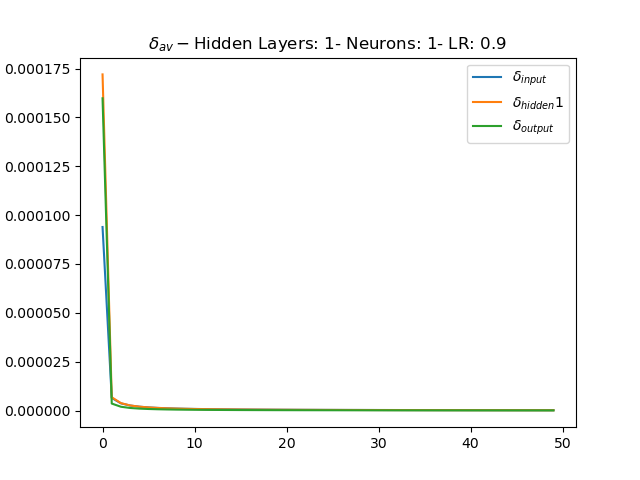 δav − Hidden Layers: 1- Neurons: 1- LR: 0.9
0.000175
0.000150
0.000125
0.000100
0.000075
0.000050
0.000025
0.000000
δinput
δhidden1
δoutput
0 10 20 30 40 50